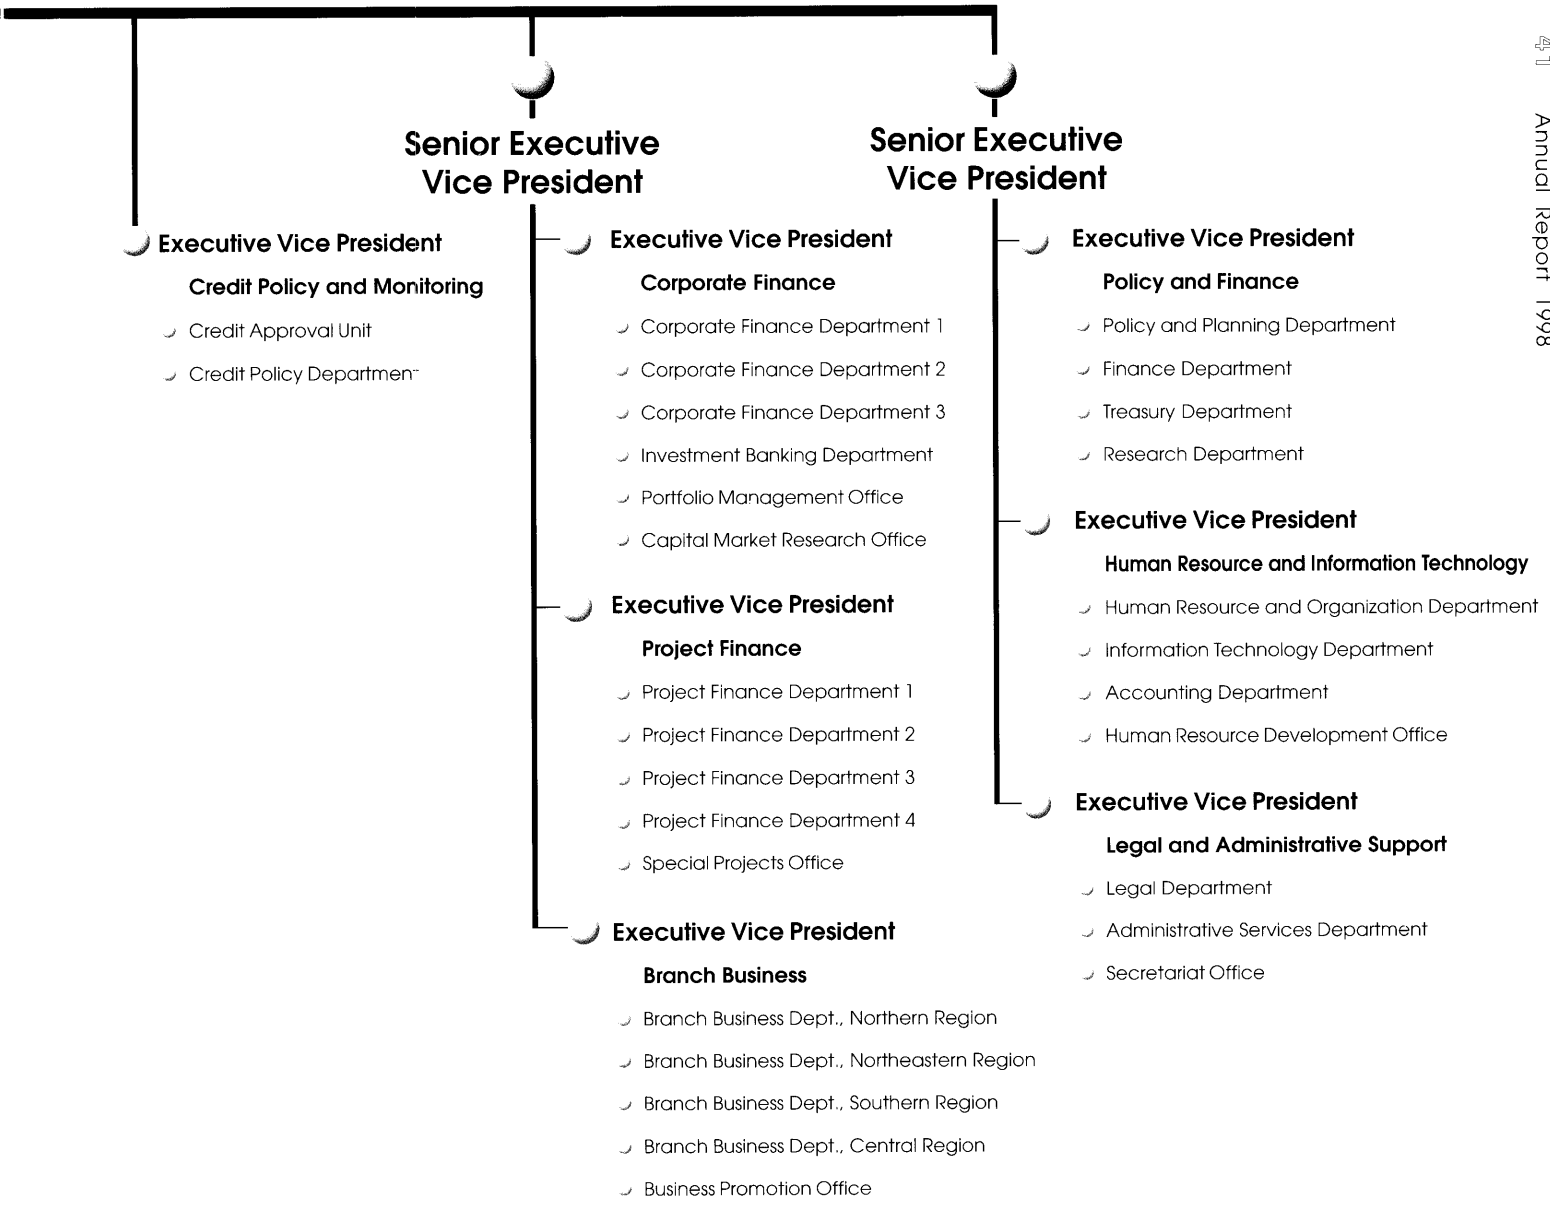 Executive Vice President
Credit Policy and Monitoring
Credit Approval Unit
Credit Policy Department
Senior Executive
Vice President
Executive Vice President
Corporate Finance
Corporate Finance Department 1
Corporate Finance Department 2
Corporate Finance Department 3
Investment Banking Department
Portfolio Management Office
Capital Market Research Office
Executive Vice President
Project Finance
Project Finance Department 1
Project Finance Department 2
Project Finance Department 3
Project Finance Department 4
Special Projects Office
Executive Vice President
Branch Business
Branch Business Dept., Northern Region
Branch Business Dept., Northeastern Region
Branch Business Dept., Southern Region
Branch Business Dept., Central Region
Business Promotion Office
Senior Executive
Vice President
Executive Vice President
Policy and Finance
Policy and Planning Department
Finance Department
Treasury Department
Research Department
Executive Vice President
Human Resource and Information Technology
Human Resource and Organization Department
Information Technology Department
Accounting Department
Human Resource Development Office
Executive Vice President
Legal and Administrative Support
Legal Department
Administrative Services Department
Secretariat Office
41 Annual Report 1998